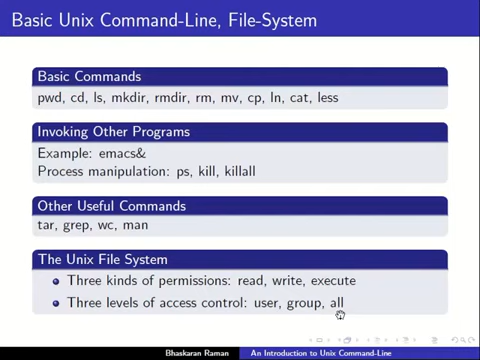 Basic Unix Command-Line, File-System
Basic Commands
pwd, cd, ls, mkdir, rmdir, rm, mv, cp, ln, cat, less
Invoking Other Programs
Example: emacs&
Process manipulation: ps, kill, killall
Other Useful Commands
tar, grep, wc, man
The Unix File System
Three kinds of permissions: read, write, execute
Three levels of access control: user, group, all
Bhaskaran Raman An Introduction to Unix Command-Line